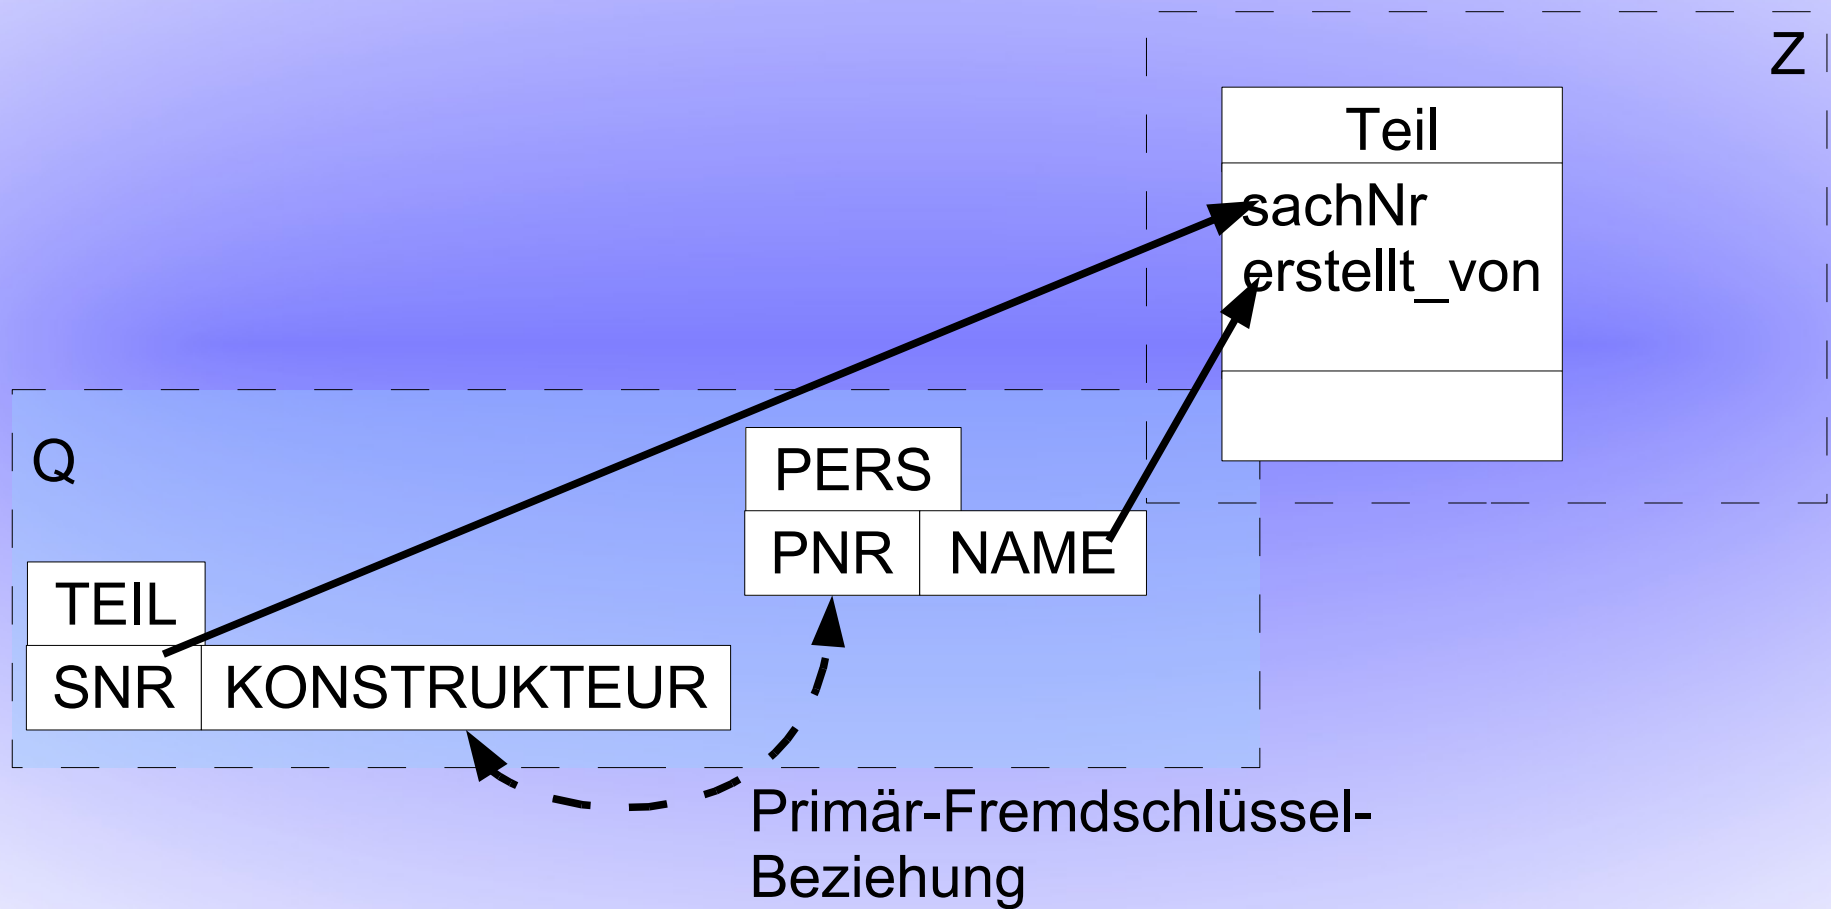 Z
Teil
sachNr
erstellt_von
Q
PERS
PNR NAME
TEIL
SNR KONSTRUKTEUR
Primär-Fremdschlüssel-
Beziehung